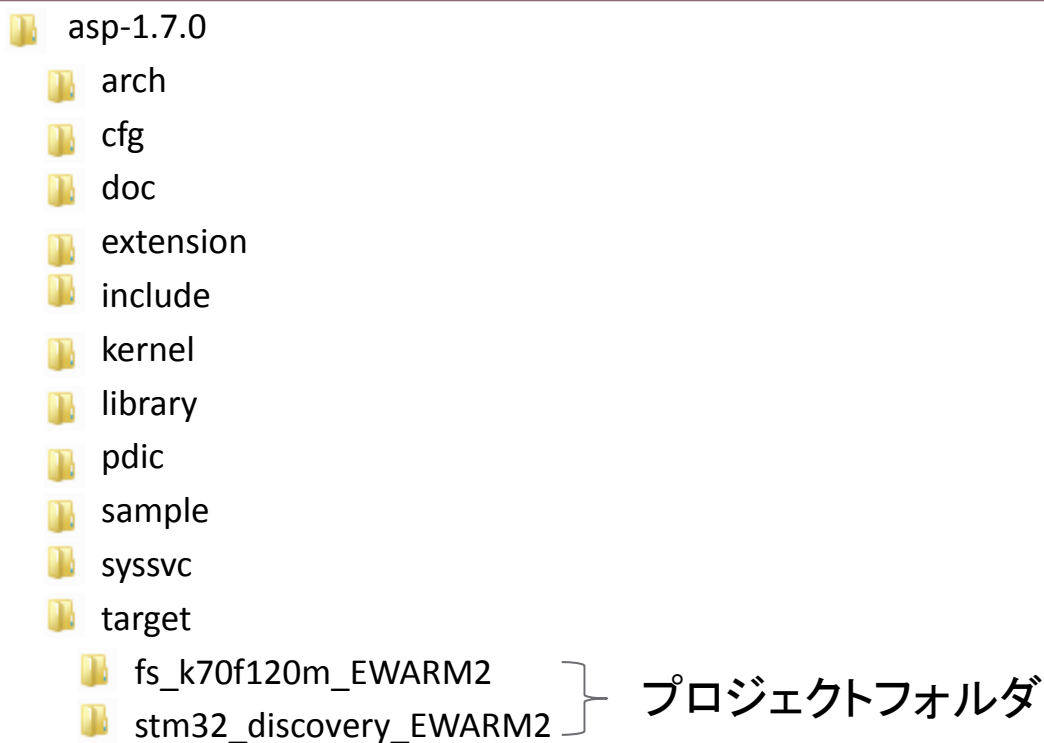 asp-1.7.0
arch
cfg
doc
extension
include
kernel
library
pdic
sample
syssvc
target
fs_k70f120m_EWARM2
stm32_discovery_EWARM2
プロジェクトフォルダ